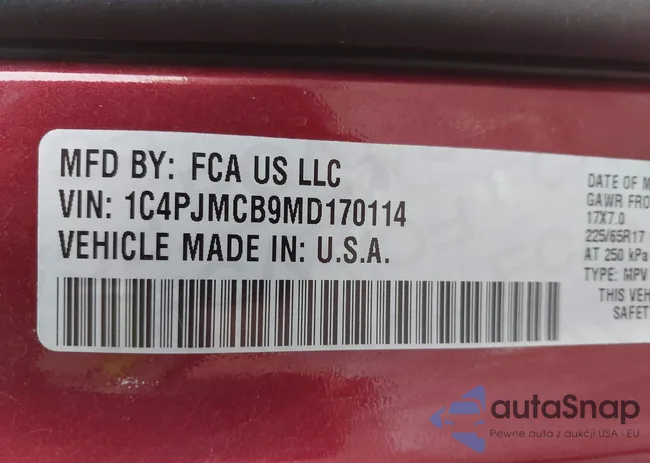 MFD BY: FCA US LLC
VIN: 1C4PJMCB9MD170114
VEHICLE MADE IN: U.S.A.
DATE OF M
GAWR FRO
17X7.0
225/65R17
AT 250 kPa
TYPE: MPV
THIS VEH
SAFET
autaSnap
Pewne auta z aukcji USA i EU